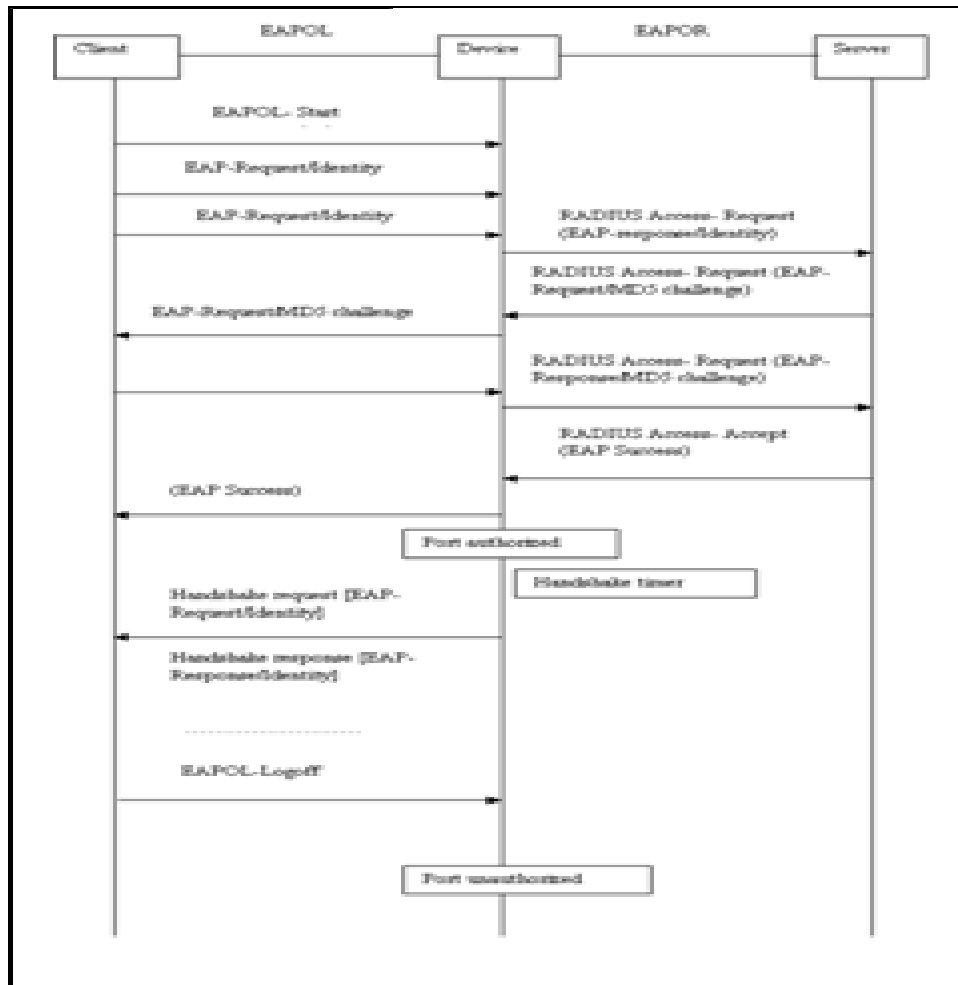 EAPOL
EAPOR
Client
Device
Server
EAPOL- Start
EAP-Request/Identity
EAP-Request/Identity
RADIUS Access- Request
(EAP-response/Identity)
RADIUS Access- Request (EAP-
Request/MD5 challenge)
EAP-Request/MD5 challenge
RADIUS Access- Request (EAP-
Response/MD5 challenge)
RADIUS Access- Accept
(EAP Success)
(EAP Success)
Port authorized
Handshake timer
Handshake request [EAP-
Request/Identity]
Handshake response [EAP-
Response/Identity]
EAPOL-Logoff
Port unauthorized